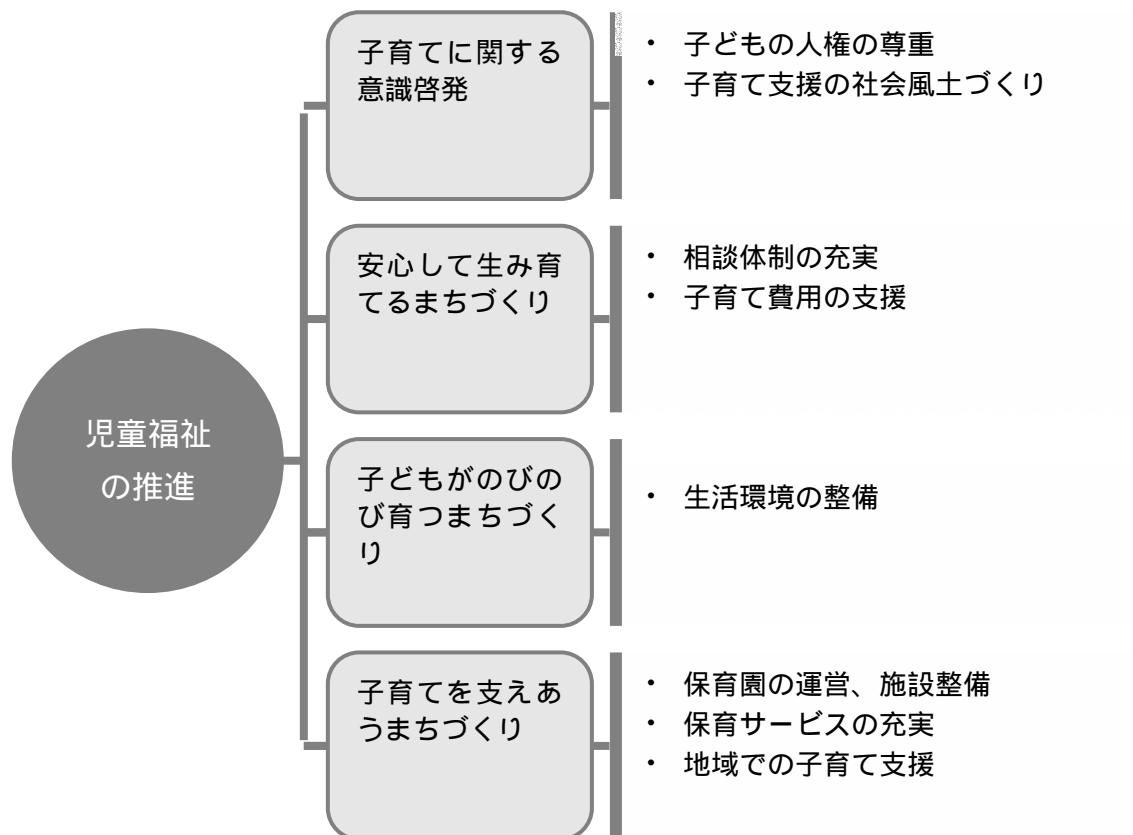 子育てに関する
意識啓発
・ 子どもの人権の尊重
・ 子育て支援の社会風土づくり
安心して生み育
てるまちづくり
・ 相談体制の充実
・ 子育て費用の支援
児童福祉
の推進
子どもがのびの
び育つまちづく
り
・ 生活環境の整備
子育てを支えあ
うまちづくり
・ 保育園の運営、施設整備
・ 保育サービスの充実
・ 地域での子育て支援